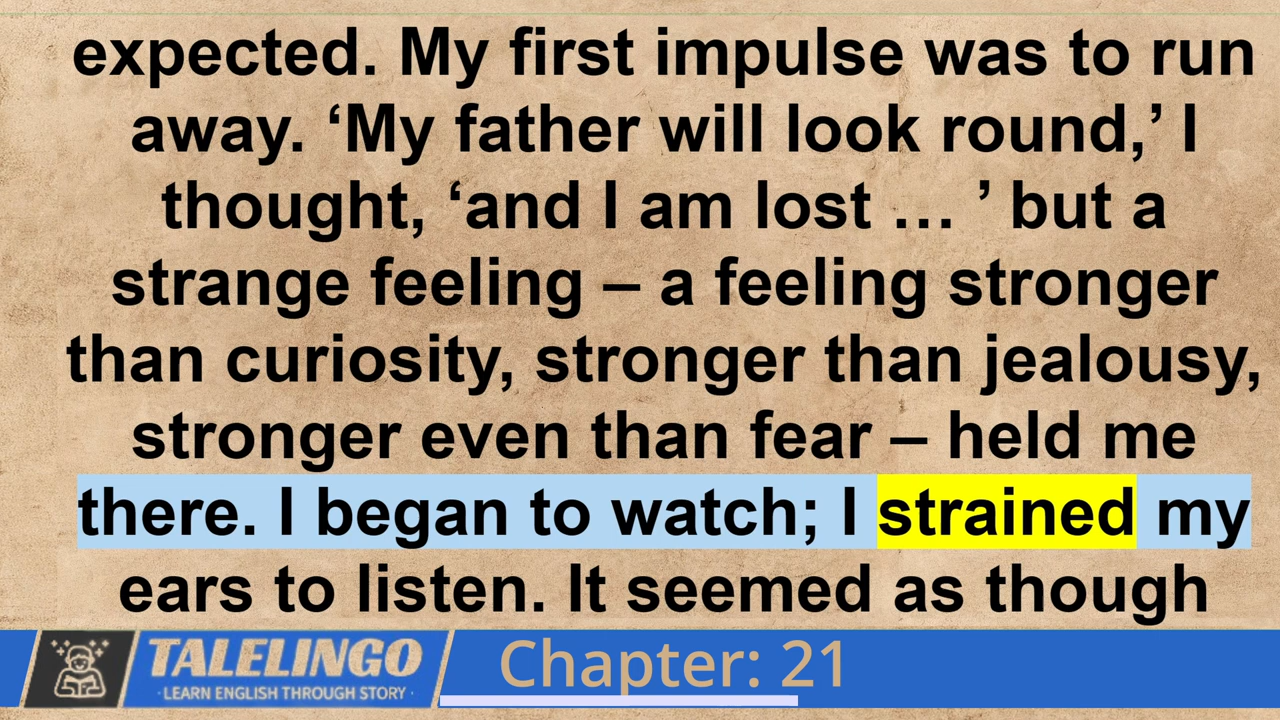 expected. My first impulse was to run
away. ‘My father will look round,’ I
thought, ‘and I am lost … ’ but a
strange feeling – a feeling stronger
than curiosity, stronger than jealousy,
stronger even than fear – held me
there. I began to watch; I strained my
ears to listen. It seemed as though
TALELINGO
· LEARN ENGLISH THROUGH STORY ·
Chapter: 21